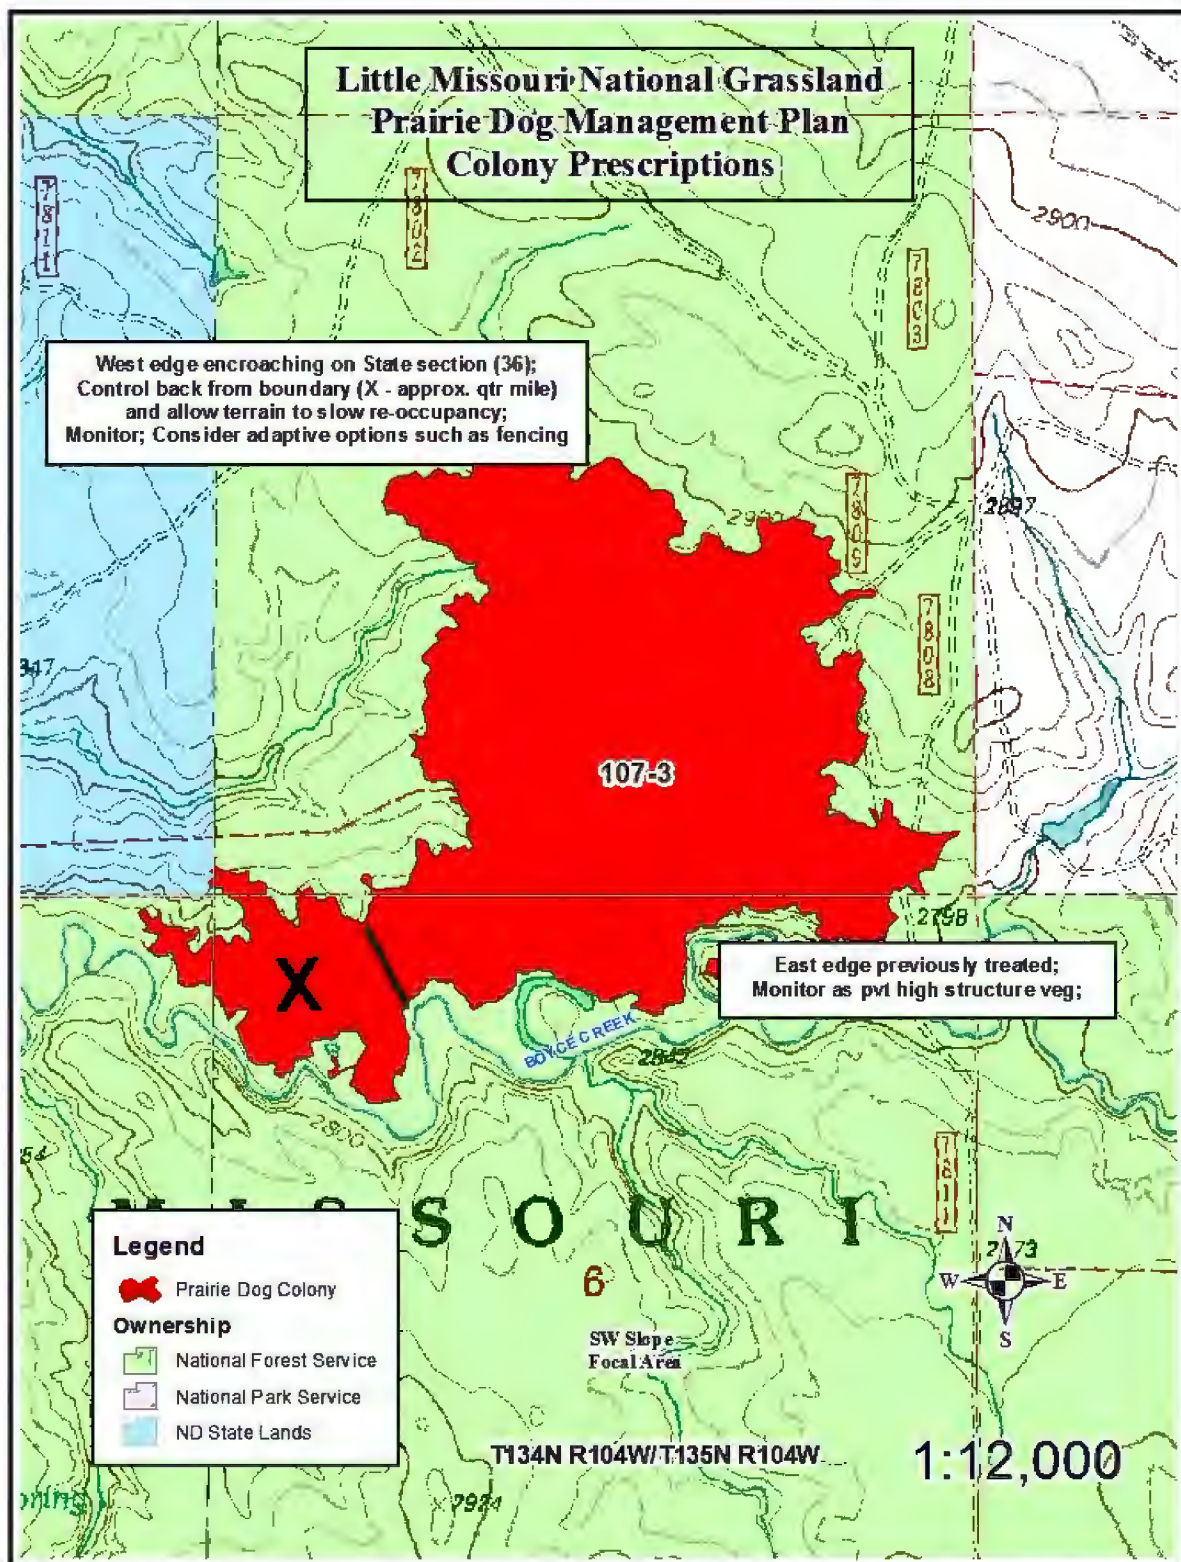 Little Missouri National Grassland
Prairie Dog Management Plan
Colony Prescriptions
7811
7802
7803
2900
West edge encroaching on State section (36);
Control back from boundary (X - approx. qtr mile)
and allow terrain to slow re-occupancy;
Monitor; Consider adaptive options such as fencing
2897
7809
7808
107-3
2798
X
East edge previously treated;
Monitor as pvt high structure veg;
BOYCE CREEK
2842
2800
7811
M I S S O U R I
Legend
Prairie Dog Colony
Ownership
National Forest Service
National Park Service
ND State Lands
6
N
W E
S
SW Slope
Focal Area
T134N R104W/T135N R104W
1:12,000
2924